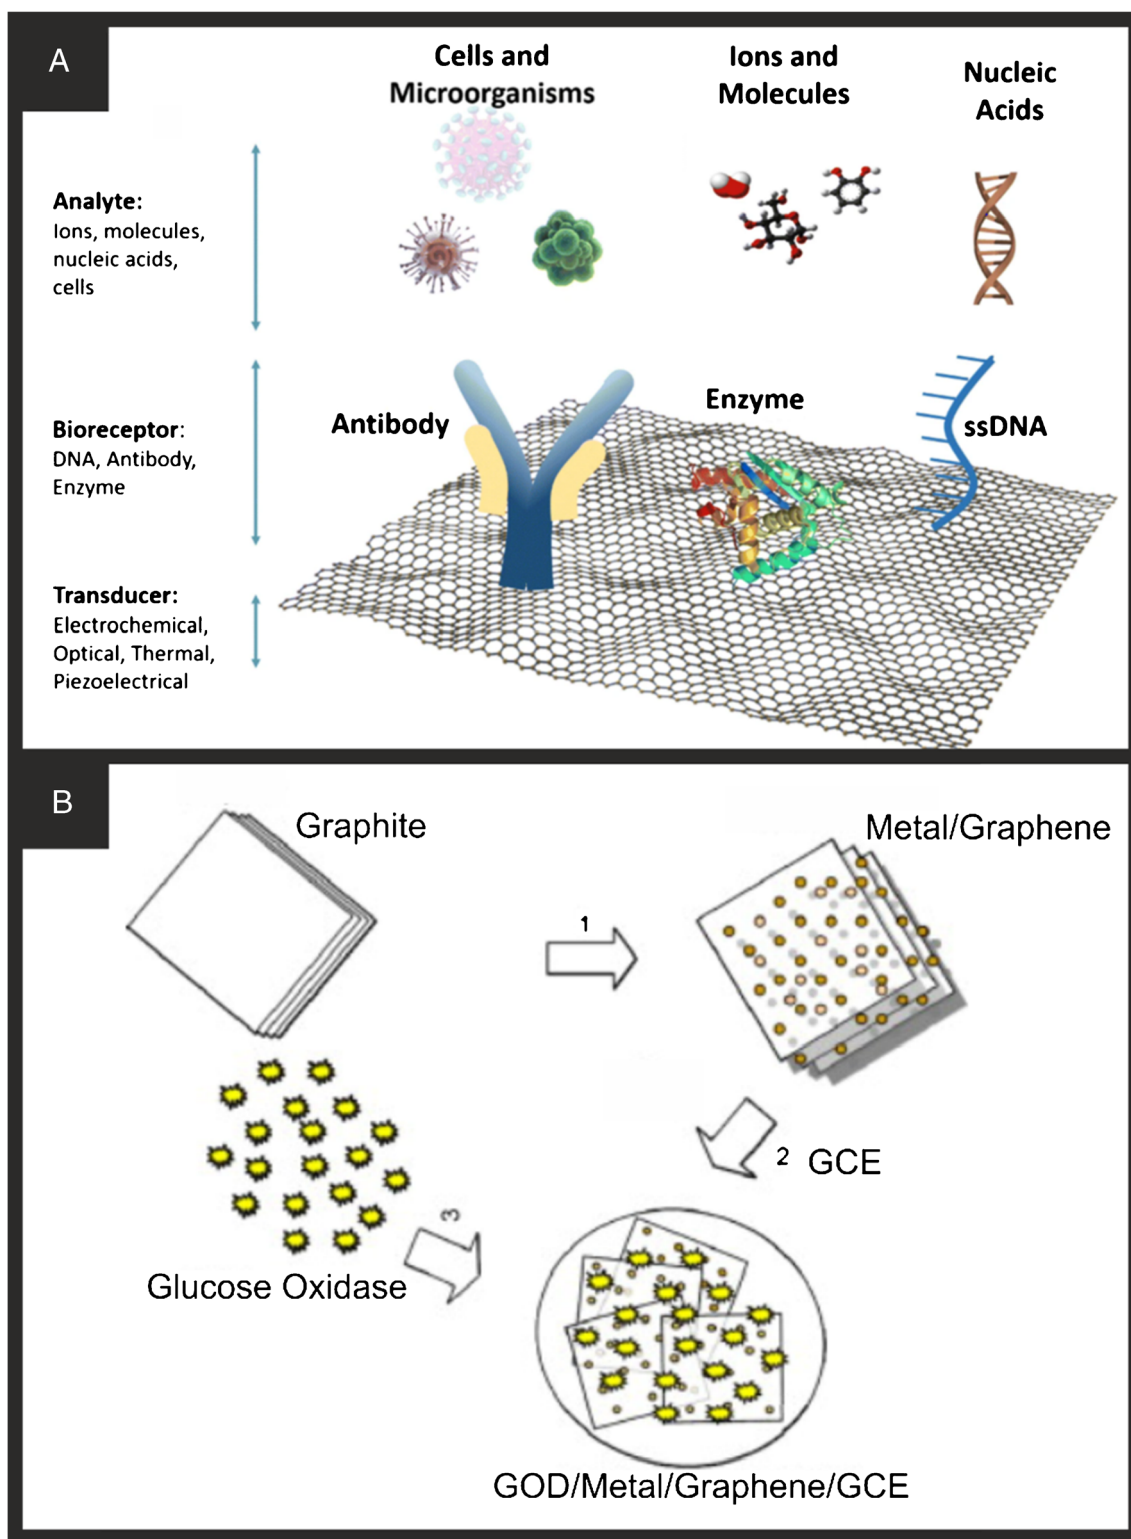 A
Cells and
Microorganisms
Ions and
Molecules
Nucleic
Acids
Analyte:
Ions, molecules,
nucleic acids,
cells
Bioreceptor:
DNA, Antibody,
Enzyme
Antibody
Enzyme
ssDNA
Transducer:
Electrochemical,
Optical, Thermal,
Piezoelectrical
B
Graphite
Metal/Graphene
1
2 GCE
3
Glucose Oxidase
GOD/Metal/Graphene/GCE